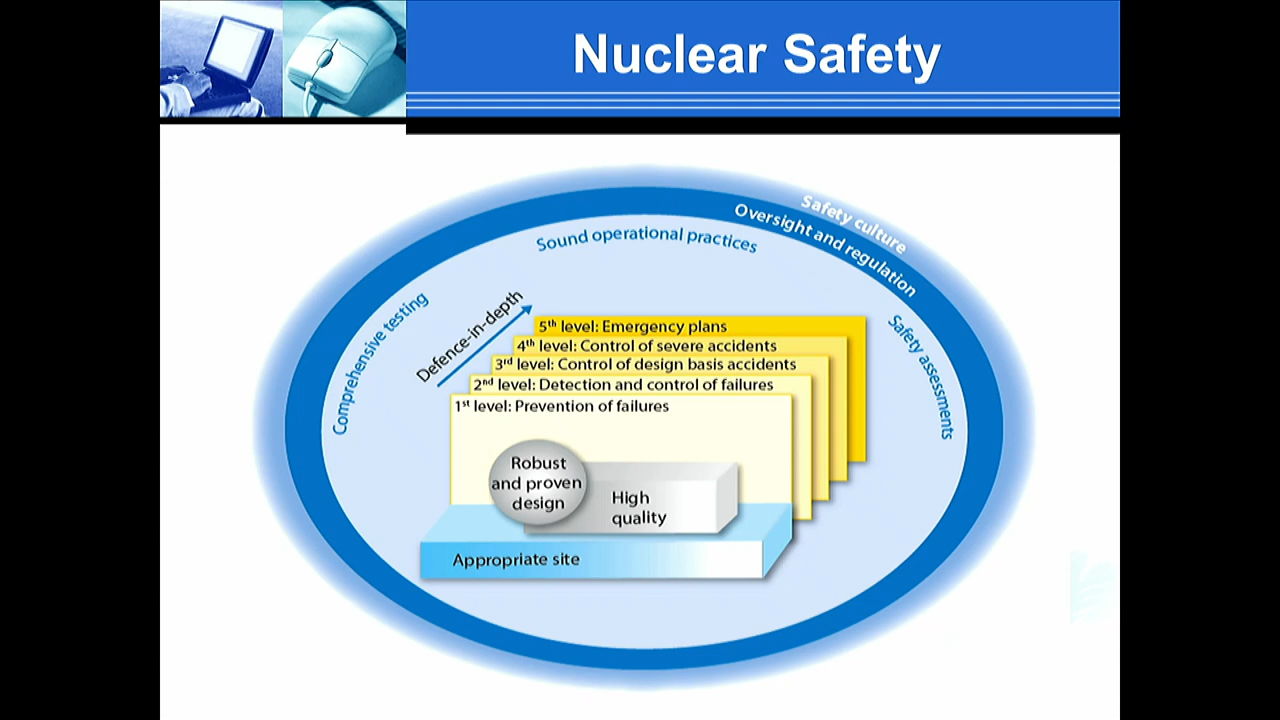 Nuclear Safety
Safety culture
Oversight and regulation
Sound operational practices
Comprehensive testing
Safety assessments
Defence-in-depth
5th level: Emergency plans
4th level: Control of severe accidents
3rd level: Control of design basis accidents
2nd level: Detection and control of failures
1st level: Prevention of failures
Robust
and proven
design
High
quality
Appropriate site